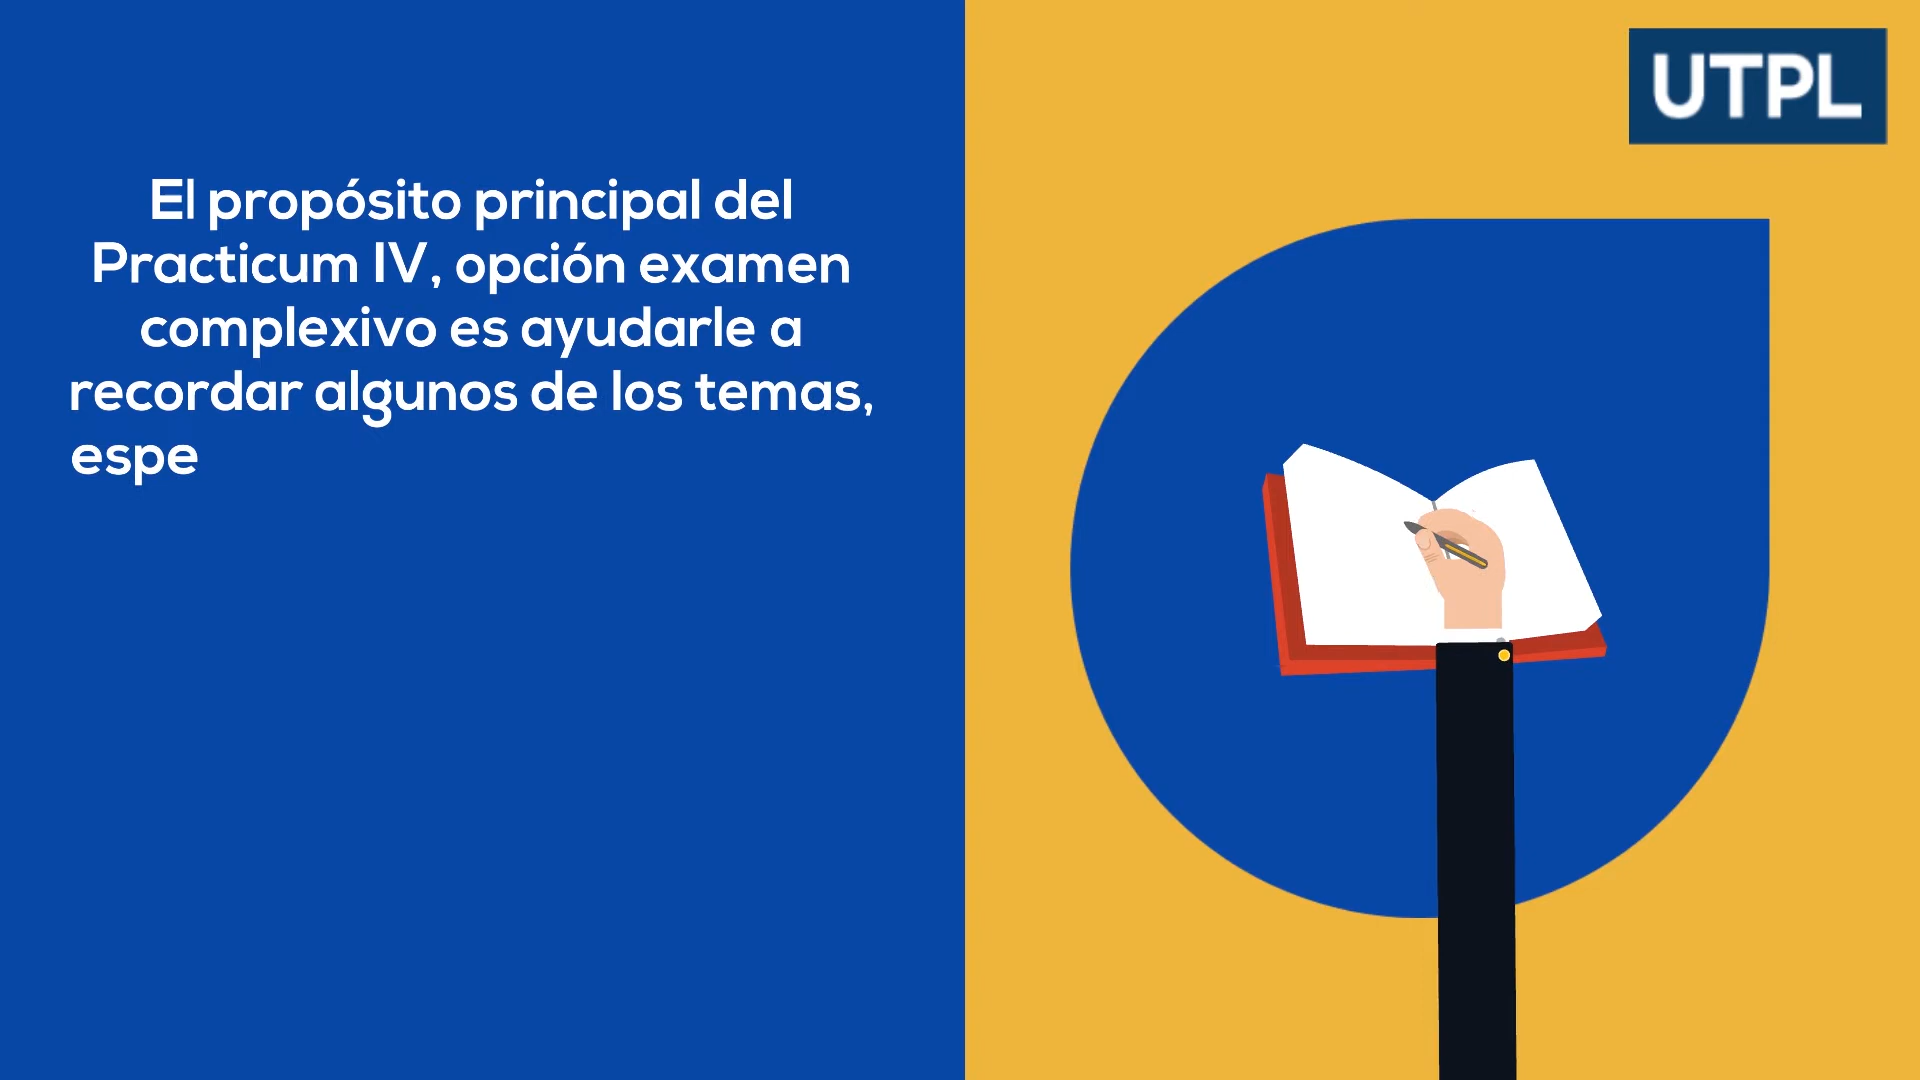 UTPL
El propósito principal del
Practicum IV, opción examen
complexivo es ayudarle a
recordar algunos de los temas,
espe